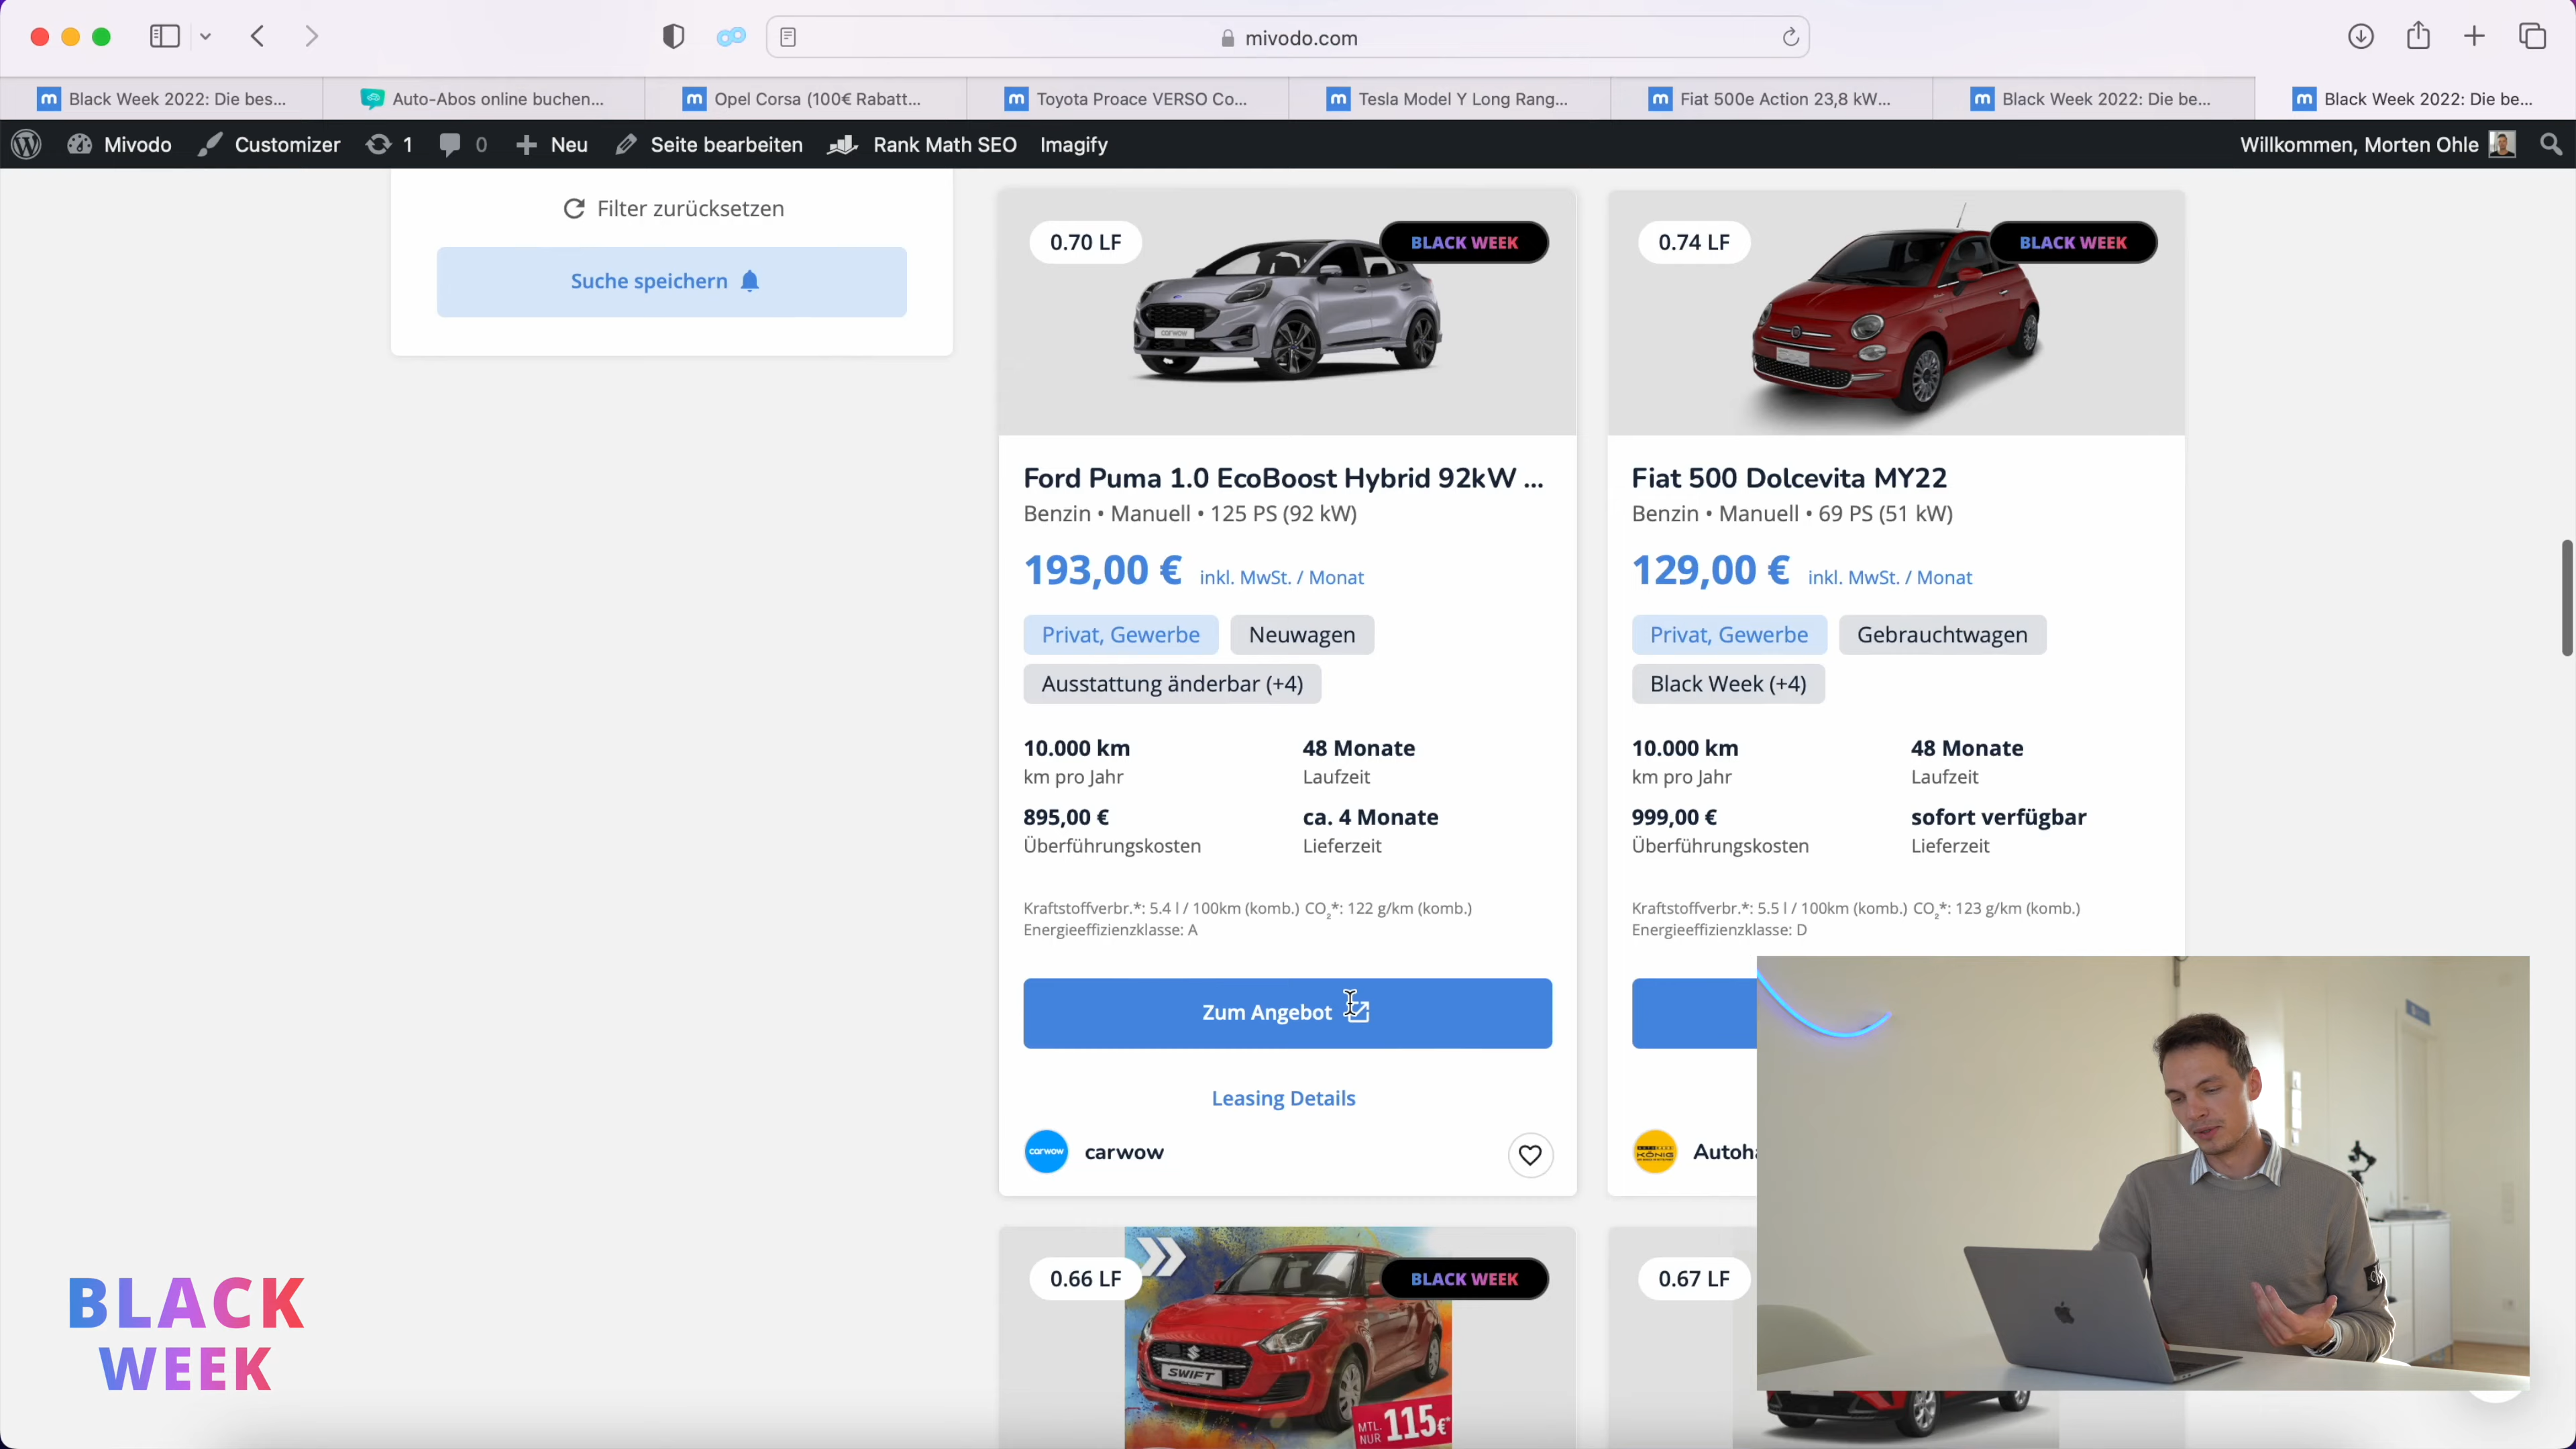 mivodo.com
Black Week 2022: Die bes...
Auto-Abos online buchen...
Opel Corsa (100€ Rabatt...
Toyota Proace VERSO Co...
Tesla Model Y Long Rang...
Fiat 500e Action 23,8 kW...
Black Week 2022: Die be...
Black Week 2022: Die be...
Mivodo
Customizer
1
0
Neu
Seite bearbeiten
Rank Math SEO
Imagify
Willkommen, Morten Ohle
Filter zurücksetzen
Suche speichern
0.70 LF
BLACK WEEK
carwow
Ford Puma 1.0 EcoBoost Hybrid 92kW ...
Benzin • Manuell • 125 PS (92 kW)
193,00 € inkl. MwSt. / Monat
Privat, Gewerbe
Neuwagen
Ausstattung änderbar (+4)
10.000 km
km pro Jahr
48 Monate
Laufzeit
895,00 €
Überführungskosten
ca. 4 Monate
Lieferzeit
Kraftstoffverbr.*: 5.4 l / 100km (komb.) CO₂*: 122 g/km (komb.)
Energieeffizienzklasse: A
Zum Angebot
Leasing Details
carwow
carwow
0.74 LF
BLACK WEEK
Fiat 500 Dolcevita MY22
Benzin • Manuell • 69 PS (51 kW)
129,00 € inkl. MwSt. / Monat
Privat, Gewerbe
Gebrauchtwagen
Black Week (+4)
10.000 km
km pro Jahr
48 Monate
Laufzeit
999,00 €
Überführungskosten
sofort verfügbar
Lieferzeit
Kraftstoffverbr.*: 5.5 l / 100km (komb.) CO₂*: 123 g/km (komb.)
Energieeffizienzklasse: D
KÖNIG
Autoha
0.66 LF
BLACK WEEK
SWIFT
MTL.
NUR
115€*
0.67 LF
BLACK
WEEK